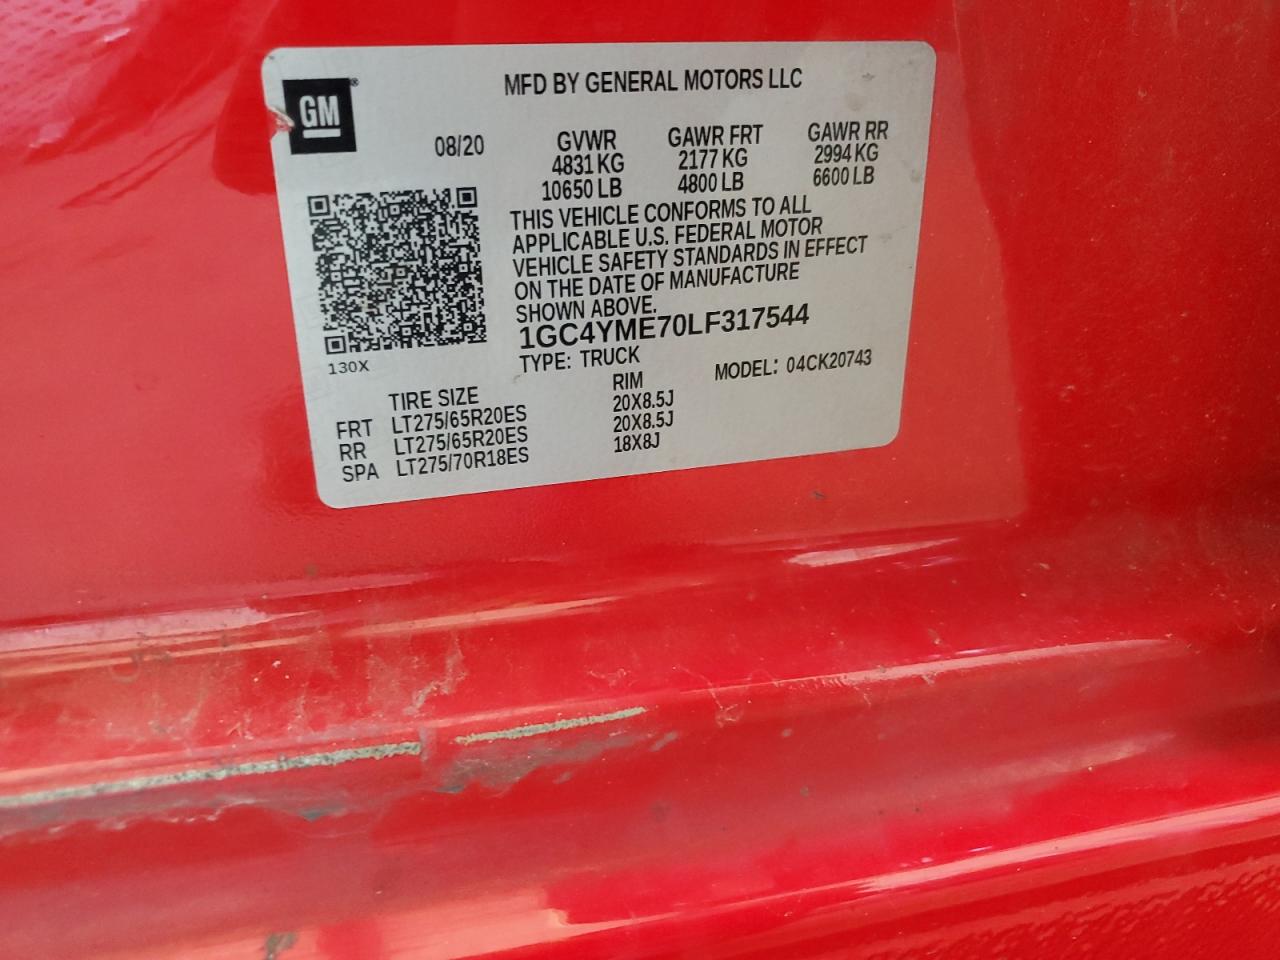 GM®
MFD BY GENERAL MOTORS LLC
08/20
GVWR GAWR FRT GAWR RR
4831 KG 2177 KG 2994 KG
10650 LB 4800 LB 6600 LB
THIS VEHICLE CONFORMS TO ALL
APPLICABLE U.S. FEDERAL MOTOR
VEHICLE SAFETY STANDARDS IN EFFECT
ON THE DATE OF MANUFACTURE
SHOWN ABOVE.
1GC4YME70LF317544
TYPE: TRUCK MODEL: 04CK20743
130X
TIRE SIZE RIM
FRT LT275/65R20ES 20X8.5J
RR LT275/65R20ES 20X8.5J
SPA LT275/70R18ES 18X8J